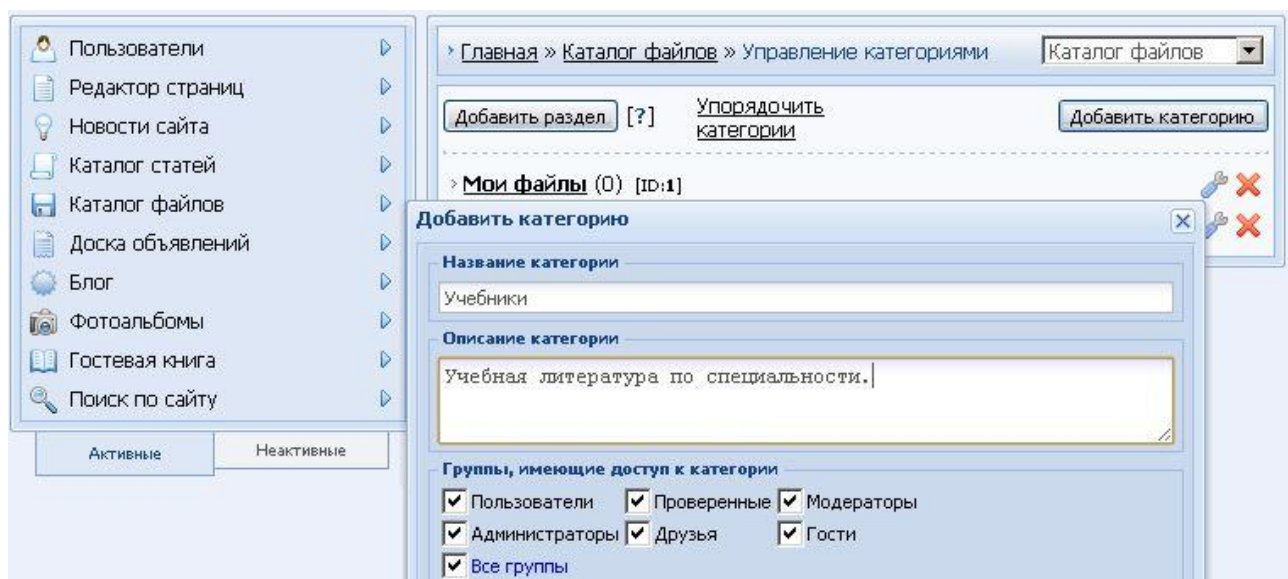 Пользователи
Редактор страниц
Новости сайта
Каталог статей
Каталог файлов
Доска объявлений
Блог
Фотоальбомы
Гостевая книга
Поиск по сайту
Активные
Неактивные
Главная » Каталог файлов » Управление категориями
Каталог файлов
Добавить раздел [?]
Упорядочить
категории
Добавить категорию
Мои файлы (0) [ID:1]
Добавить категорию
Название категории
Учебники
Описание категории
Учебная литература по специальности.
Группы, имеющие доступ к категории
Пользователи Проверенные Модераторы
Администраторы Друзья Гости
Все группы